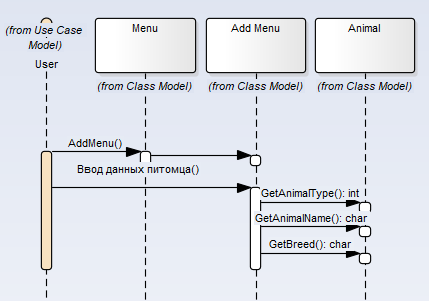 (from Use Case
Model)
User
Menu
(from Class Model)
Add Menu
(from Class Model)
Animal
(from Class Model)
AddMenu()
Ввод данных питомца()
GetAnimalType(): int
GetAnimalName(): char
GetBreed(): char